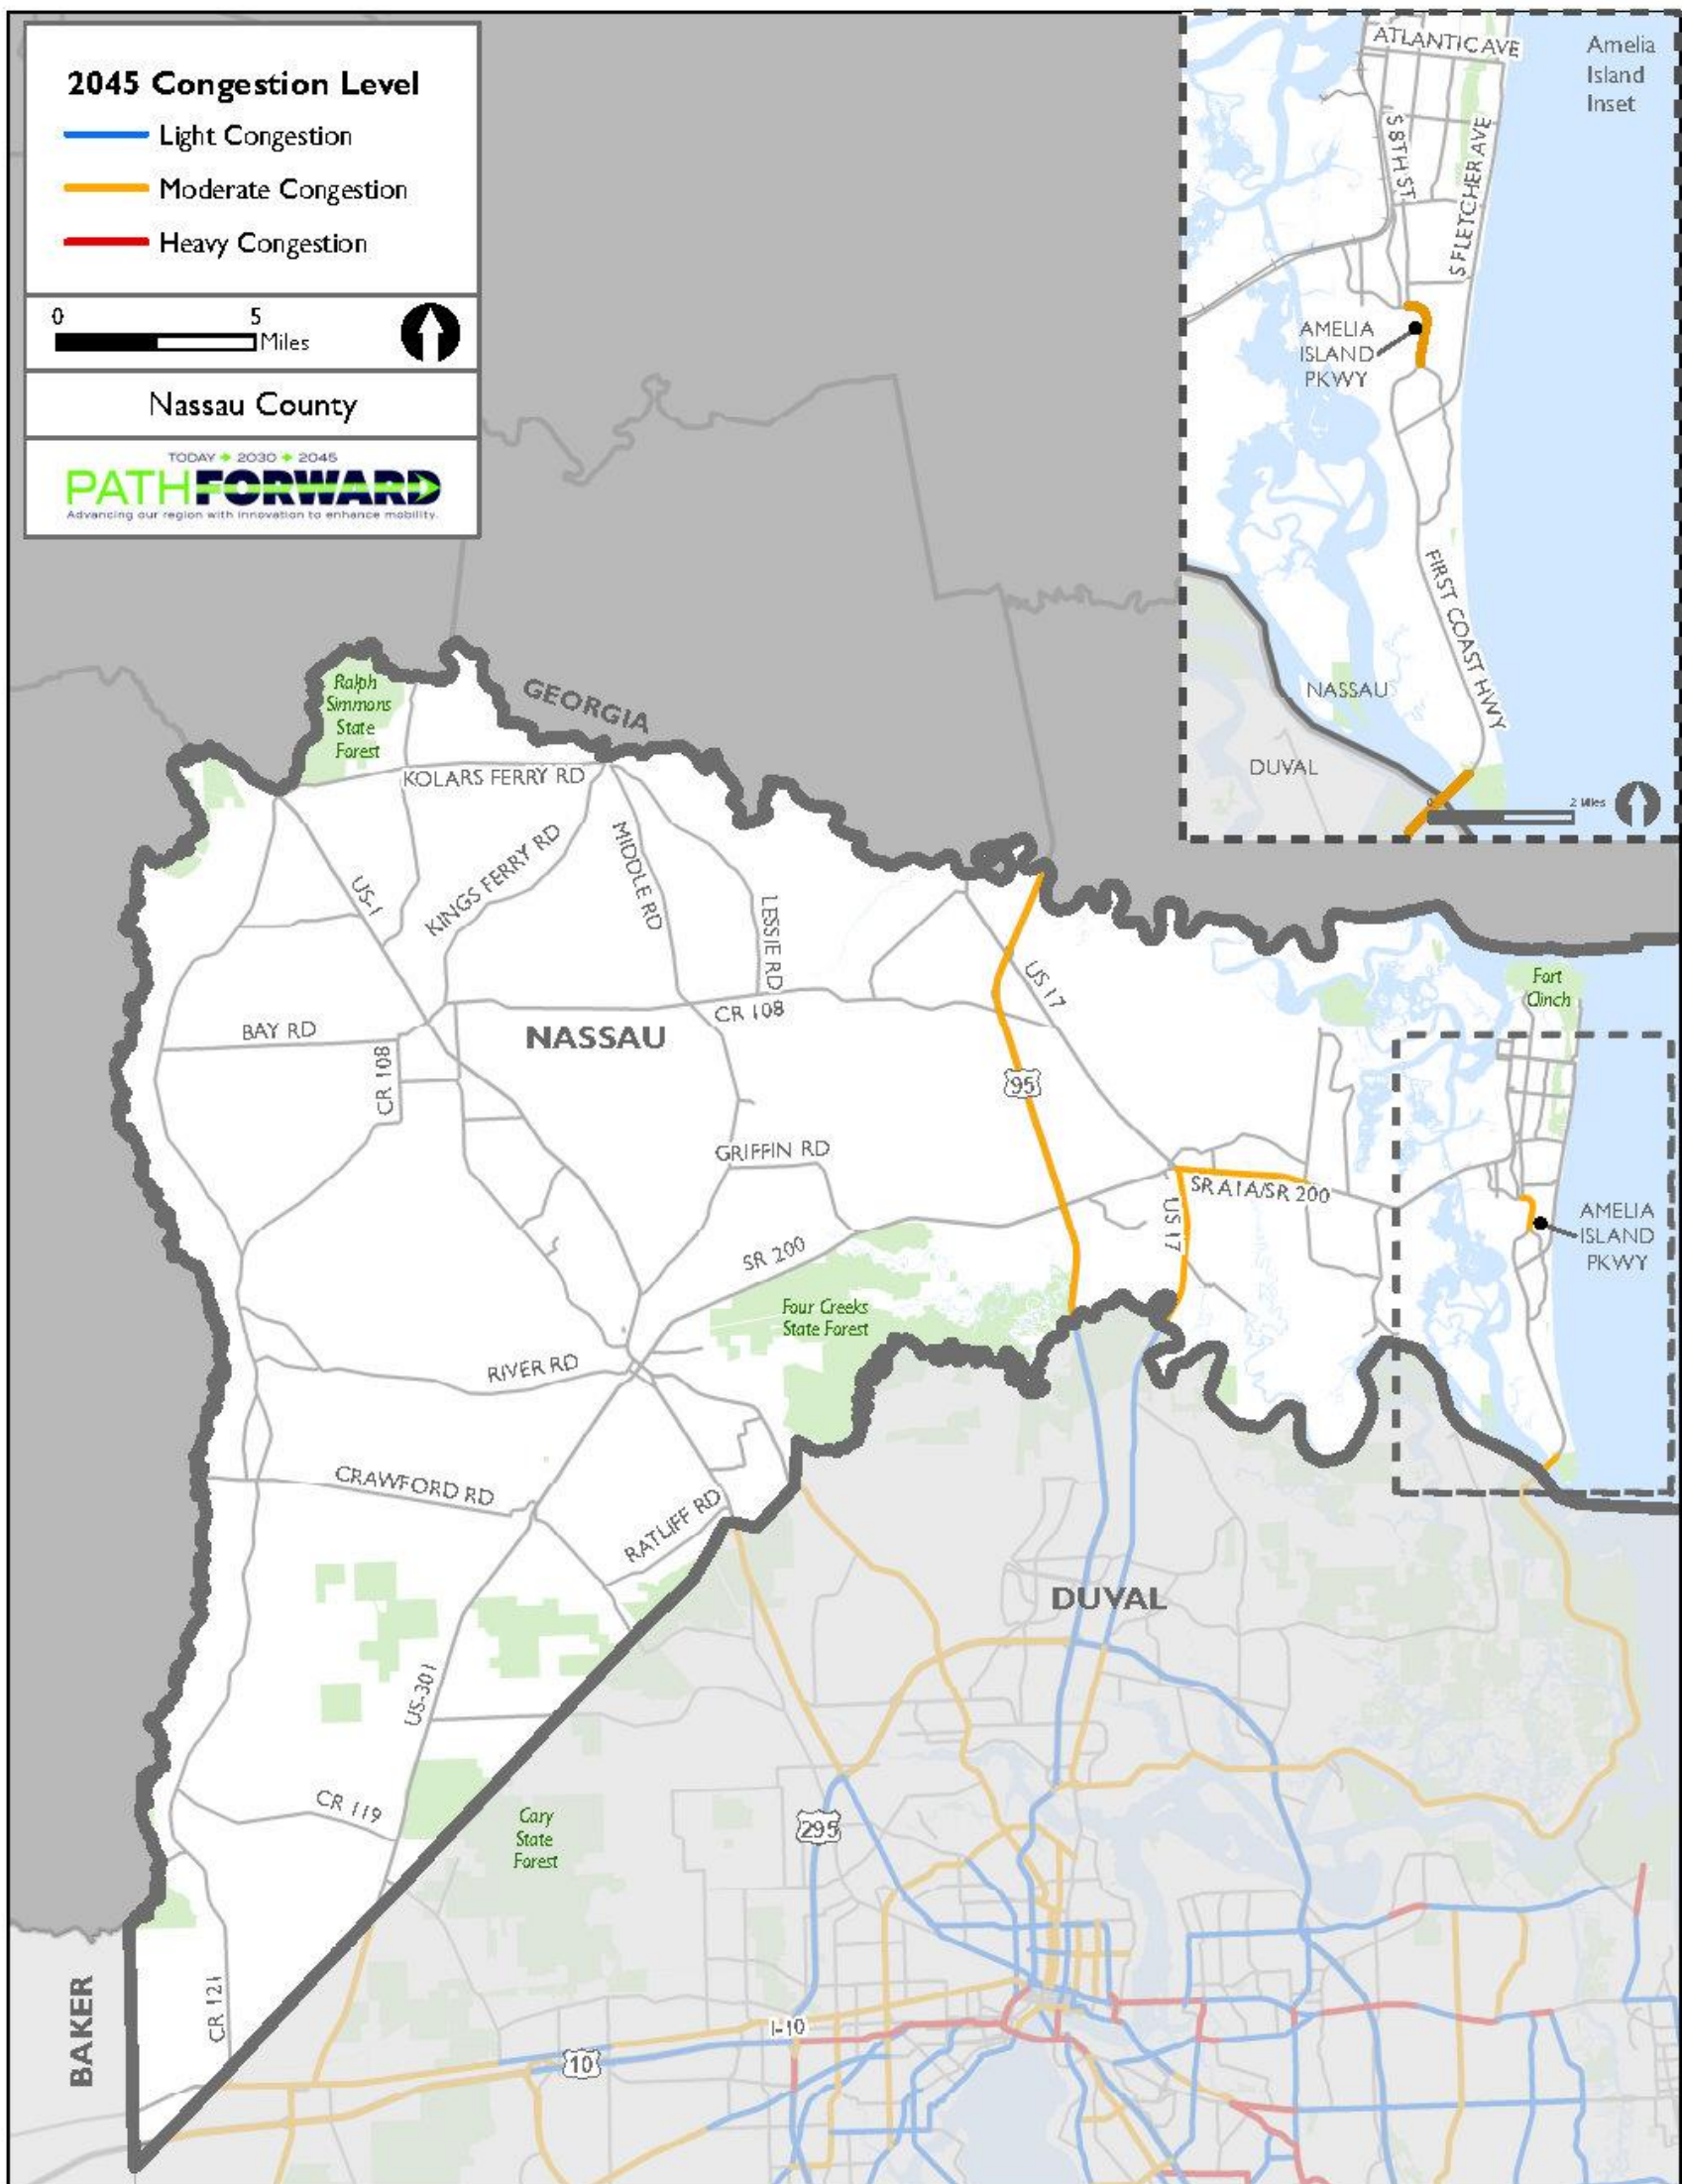 2045 Congestion Level
Light Congestion
Moderate Congestion
Heavy Congestion
0 5
Miles
Nassau County
TODAY 2030 2045
PATHFORWARD
Advancing our region with innovation to enhance mobility.
ATLANTIC AVE
Amelia
Island
Inset
S 8TH ST
S FLETCHER AVE
AMELIA
ISLAND
PKWY
FIRST COAST HWY
NASSAU
DUVAL
0 2 Miles
Ralph
Simmons
State
Forest
GEORGIA
KOLARS FERRY RD
US-1
KINGS FERRY RD
MIDDLE RD
LESSIE RD
US 17
CR 108
BAY RD
NASSAU
CR 108
95
Fort
Clinch
GRIFFIN RD
SR A1A/SR 200
US 17
AMELIA
ISLAND
PKWY
SR 200
Four Creeks
State Forest
RIVER RD
CRAWFORD RD
RATLIFF RD
DUVAL
US-301
CR 119
Cary
State
Forest
295
BAKER
CR 121
I-10
10